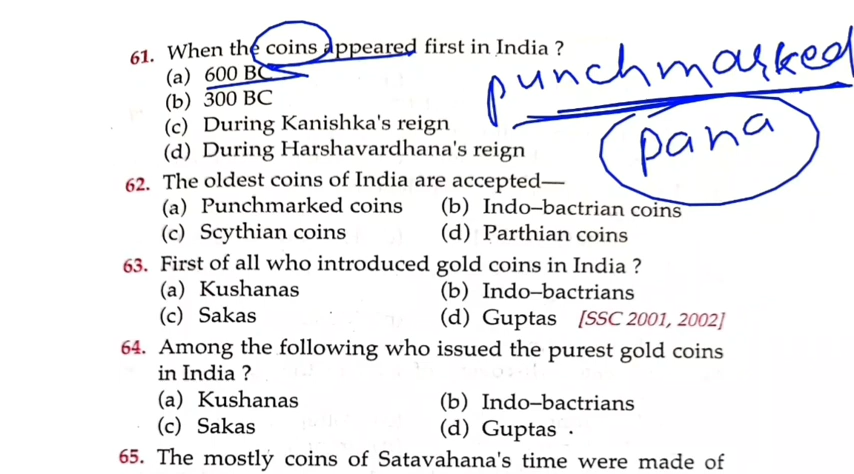 61. When the coins appeared first in India ?
(a) 600 BC
(b) 300 BC
(c) During Kanishka's reign
(d) During Harshavardhana's reign
punchmarked
pana
62. The oldest coins of India are accepted—
(a) Punchmarked coins (b) Indo–bactrian coins
(c) Scythian coins (d) Parthian coins
63. First of all who introduced gold coins in India ?
(a) Kushanas (b) Indo–bactrians
(c) Sakas (d) Guptas [SSC 2001, 2002]
64. Among the following who issued the purest gold coins
in India ?
(a) Kushanas (b) Indo–bactrians
(c) Sakas (d) Guptas .
65. The mostly coins of Satavahana's time were made of